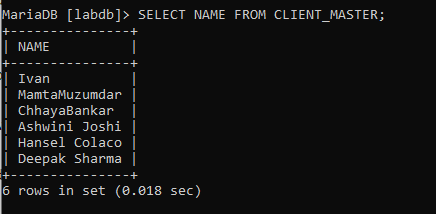 MariaDB [labdb]> SELECT NAME FROM CLIENT_MASTER;
+---------------+
| NAME          |
+---------------+
| Ivan          |
| MamtaMuzumdar |
| ChhayaBankar  |
| Ashwini Joshi |
| Hansel Colaco |
| Deepak Sharma |
+---------------+
6 rows in set (0.018 sec)